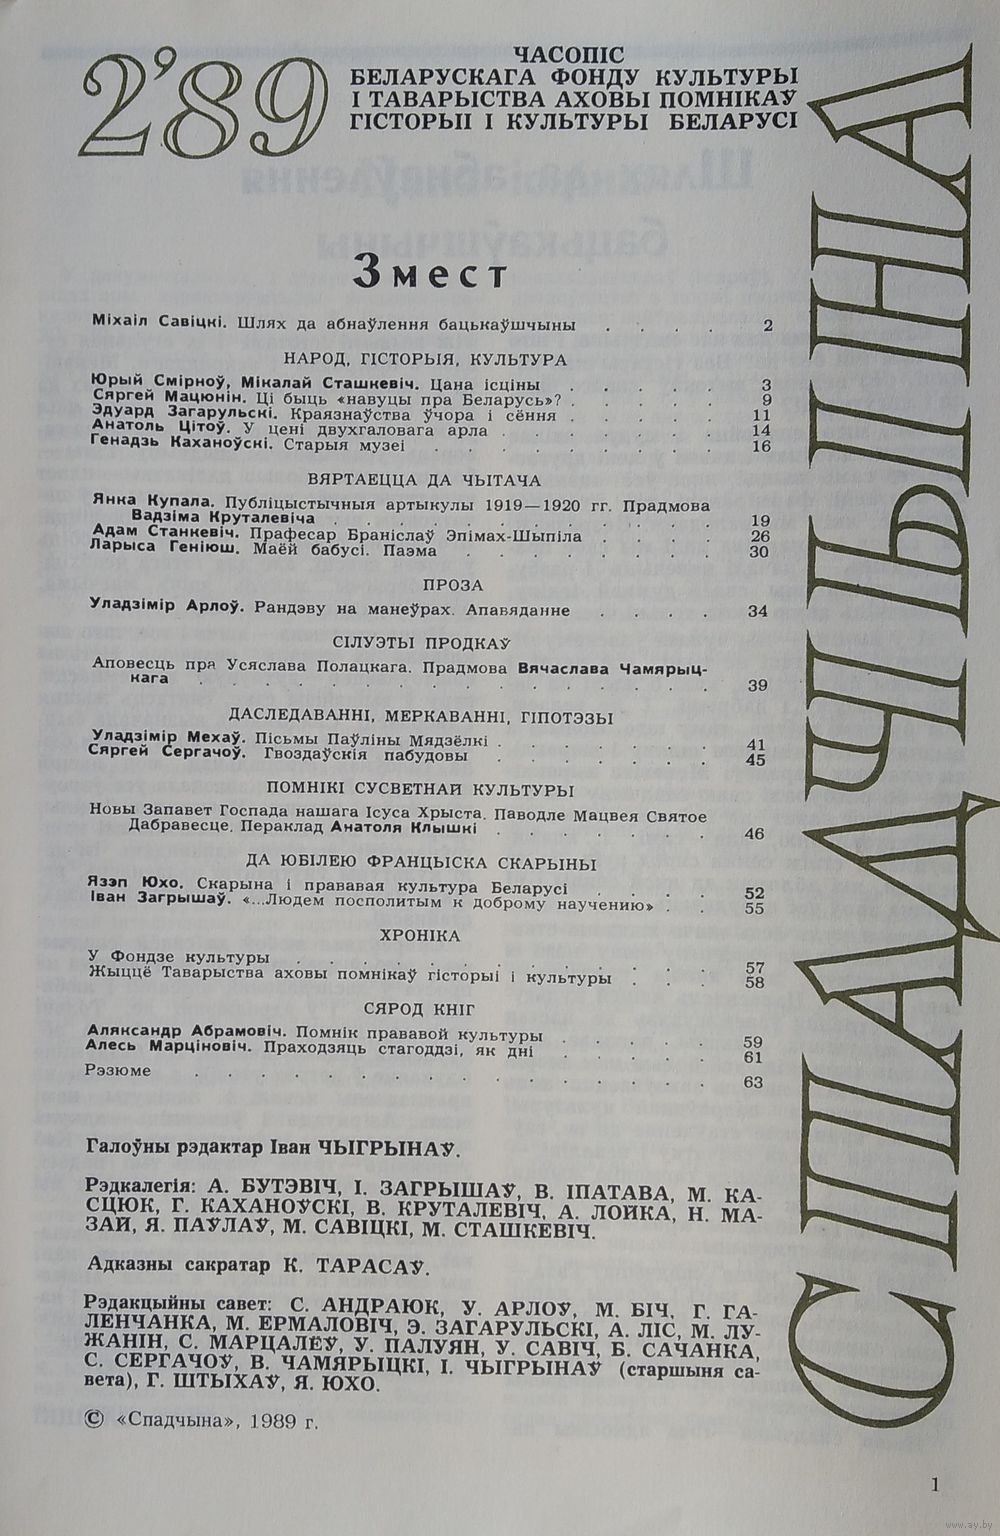 2'89
ЧАСОПІС
БЕЛАРУСКАГА ФОНДУ КУЛЬТУРЫ
І ТАВАРЫСТВА АХОВЫ ПОМНІКАЎ
ГІСТОРЫІ І КУЛЬТУРЫ БЕЛАРУСІ
СПАДЧЫНА
Змест
Міхаіл Савіцкі. Шлях да абнаўлення бацькаўшчыны . . . . 2
НАРОД, ГІСТОРЫЯ, КУЛЬТУРА
Юрый Смірноў, Мікалай Сташкевіч. Цана ісціны . . . . . 3
Сяргей Мацюнін. Ці быць «навуцы пра Беларусь»? . . . . . 9
Эдуард Загарульскі. Краязнаўства ўчора і сёння . . . . . 11
Анатоль Цітоў. У цені двухгаловага арла . . . . . . . 14
Генадзь Каханоўскі. Старыя музеі . . . . . . . 16
ВЯРТАЕЦЦА ДА ЧЫТАЧА
Янка Купала. Публіцыстычныя артыкулы 1919—1920 гг. Прадмова
Вадзіма Круталевіча . . . . . . . . . . . . 19
Адам Станкевіч. Прафесар Браніслаў Эпімах-Шыпіла . . . . 26
Ларыса Геніюш. Маёй бабусі. Паэма . . . . . . . . 30
ПРОЗА
Уладзімір Арлоў. Рандэву на манеўрах. Апавяданне . . . . 34
СІЛУЭТЫ ПРОДКАЎ
Аповесць пра Усяслава Полацкага. Прадмова Вячаслава Чамярыц-
кага . . . . . . . . . . . . . . . . 39
ДАСЛЕДАВАННІ, МЕРКАВАННІ, ГІПОТЭЗЫ
Уладзімір Мехаў. Пісьмы Паўліны Мядзёлкі . . . . . . . 41
Сяргей Сергачоў. Гвоздаўскія пабудовы . . . . . . . 45
ПОМНІКІ СУСВЕТНАЙ КУЛЬТУРЫ
Новы Запавет Госпада нашага Ісуса Хрыста. Паводле Мацвея Святое
Дабравесце. Пераклад Анатоля Клышкі . . . . . . . 46
ДА ЮБІЛЕЮ ФРАНЦЫСКА СКАРЫНЫ
Язэп Юхо. Скарына і прававая культура Беларусі . . . . 52
Іван Загрышаў. «...Людем посполитым к доброму научению» . . 55
ХРОНІКА
У Фондзе культуры . . . . . . . . . . . . . 57
Жыццё Таварыства аховы помнікаў гісторыі і культуры . . . 58
СЯРОД КНІГ
Аляксандр Абрамовіч. Помнік прававой культуры . . . . . 59
Алесь Марціновіч. Праходзяць стагоддзі, як дні . . . . . 61
Рэзюме . . . . . . . . . . . . . . . . 63
Галоўны рэдактар Іван ЧЫГРЫНАЎ.
Рэдкалегія: А. БУТЭВІЧ, І. ЗАГРЫШАЎ, В. ІПАТАВА, М. КА-
СЦЮК, Г. КАХАНОЎСКІ, В. КРУТАЛЕВІЧ, А. ЛОЙКА, Н. МА-
ЗАЙ, Я. ПАЎЛАЎ, М. САВІЦКІ, М. СТАШКЕВІЧ.
Адказны сакратар К. ТАРАСАЎ.
Рэдакцыйны савет: С. АНДРАЮК, У. АРЛОЎ, М. БІЧ, Г. ГА-
ЛЕНЧАНКА, М. ЕРМАЛОВІЧ, Э. ЗАГАРУЛЬСКІ, А. ЛІС, М. ЛУ-
ЖАНІН, С. МАРЦАЛЁЎ, У. ПАЛУЯН, У. САВІЧ, Б. САЧАНКА,
С. СЕРГАЧОЎ, В. ЧАМЯРЫЦКІ, І. ЧЫГРЫНАЎ (старшыня са-
вета), Г. ШТЫХАЎ, Я. ЮХО.
© «Спадчына», 1989 г.
1
www.ay.by